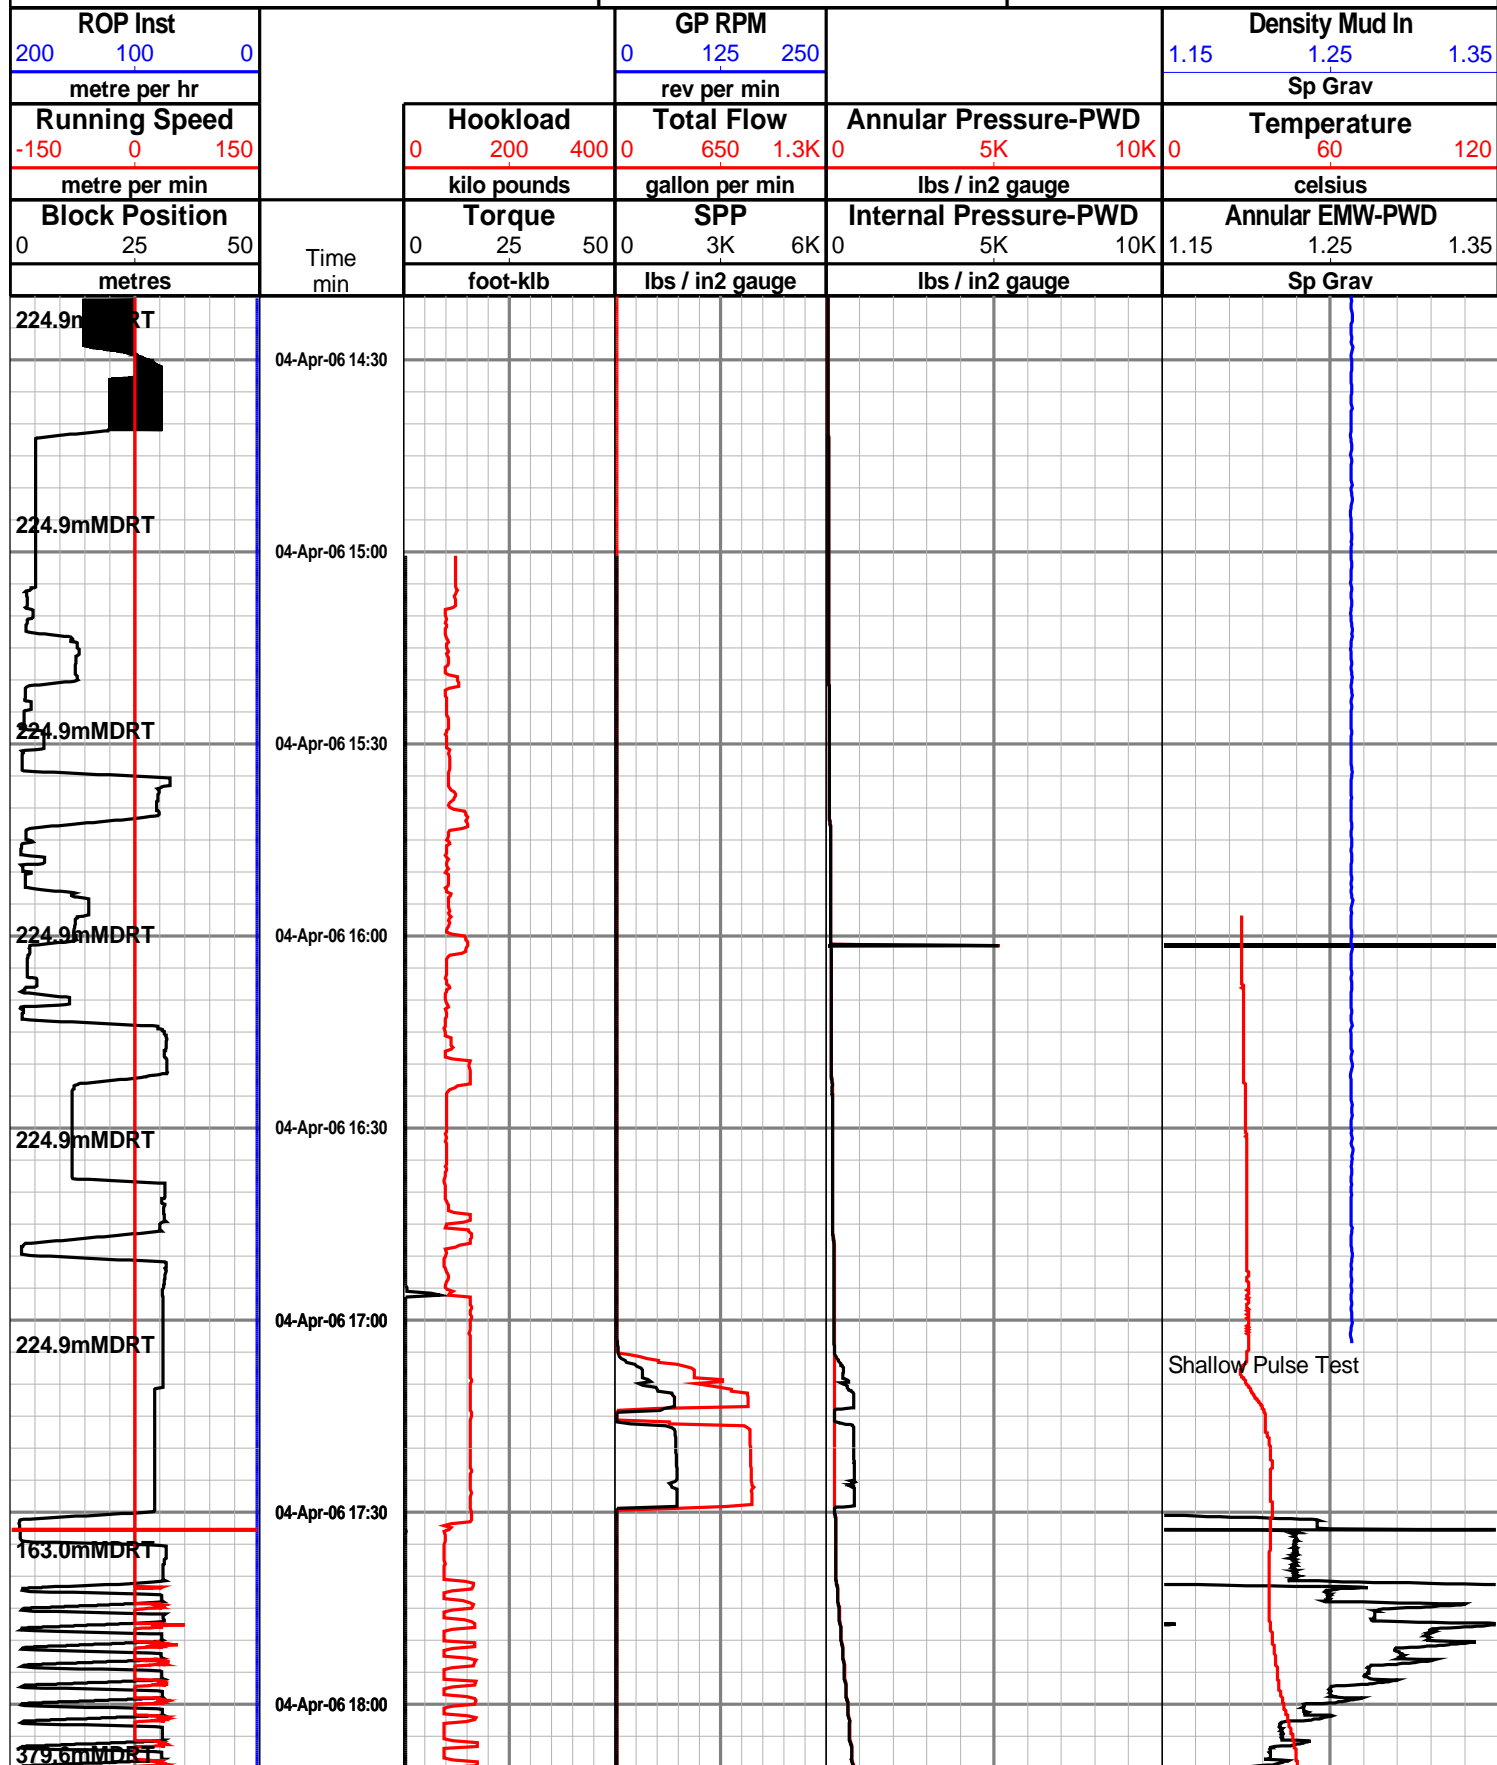 ROP Inst GP RPM Density Mud In
200 100 0 0 125 250 1.15 1.25 1.35
metre per hr rev per min Sp Grav
Running Speed Hookload Total Flow Annular Pressure-PWD Temperature
-150 0 150 0 200 400 0 650 1.3K 0 5K 10K 0 60 120
metre per min kilo pounds gallon per min lbs / in2 gauge celsius
Block Position Time Torque SPP Internal Pressure-PWD Annular EMW-PWD
0 25 50 0 25 50 0 3K 6K 0 5K 10K 1.15 1.25 1.35
metres min foot-klb lbs / in2 gauge lbs / in2 gauge Sp Grav
224.9mMDRT
04-Apr-06 14:30
224.9mMDRT
04-Apr-06 15:00
224.9mMDRT
04-Apr-06 15:30
224.9mMDRT
04-Apr-06 16:00
224.9mMDRT
04-Apr-06 16:30
04-Apr-06 17:00
224.9mMDRT
Shallow Pulse Test
04-Apr-06 17:30
163.0mMDRT
04-Apr-06 18:00
379.6mMDRT